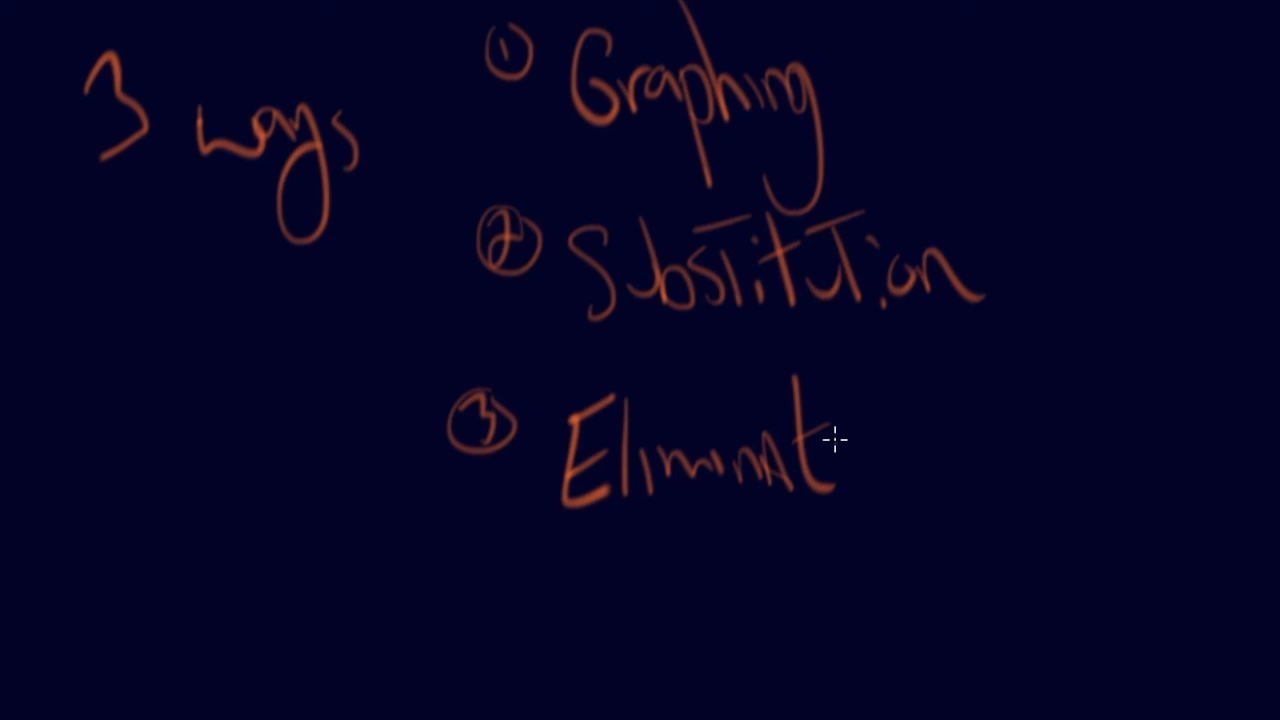 3 ways
① Graphing
② Substitution
③ Eliminat